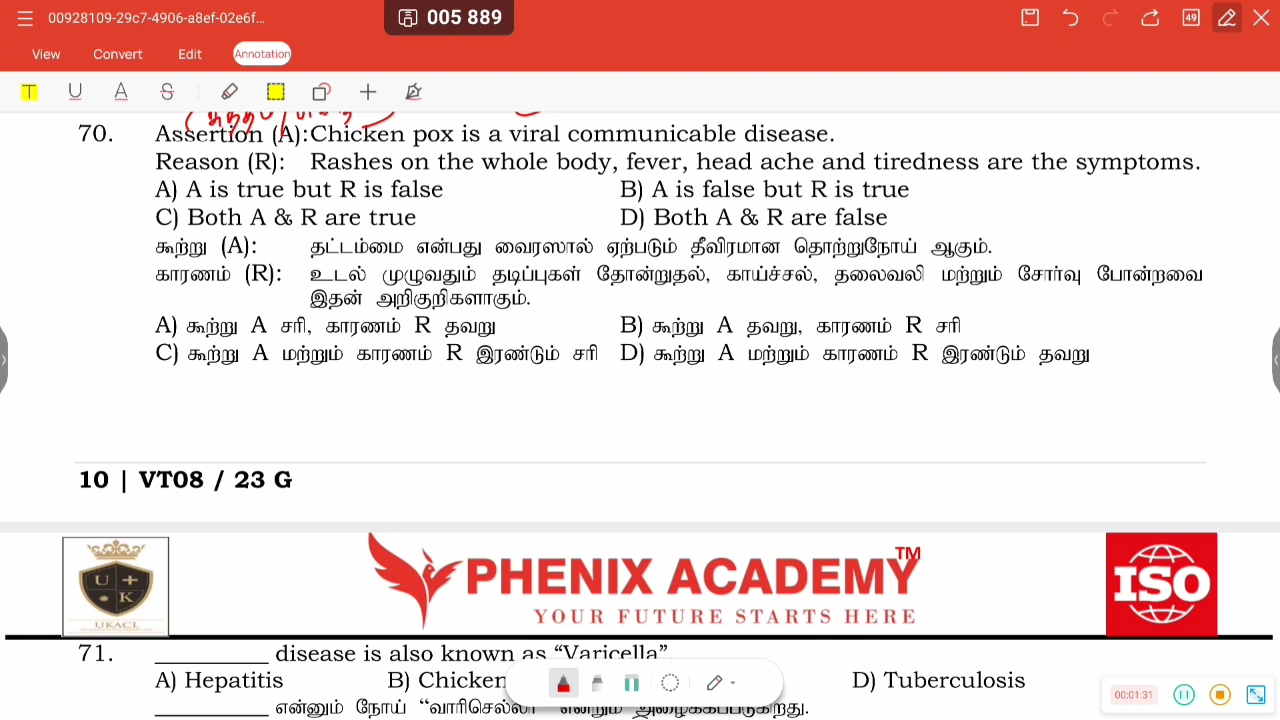 00928109-29c7-4906-a8ef-02e6f...
005 889
49
View Convert Edit Annotation
T U A S
70. Assertion (A): Chicken pox is a viral communicable disease.
Reason (R): Rashes on the whole body, fever, head ache and tiredness are the symptoms.
A) A is true but R is false B) A is false but R is true
C) Both A & R are true D) Both A & R are false
கூற்று (A): தட்டம்மை என்பது வைரஸால் ஏற்படும் தீவிரமான தொற்றுநோய் ஆகும்.
காரணம் (R): உடல் முழுவதும் தடிப்புகள் தோன்றுதல், காய்ச்சல், தலைவலி மற்றும் சோர்வு போன்றவை
இதன் அறிகுறிகளாகும்.
A) கூற்று A சரி, காரணம் R தவறு B) கூற்று A தவறு, காரணம் R சரி
C) கூற்று A மற்றும் காரணம் R இரண்டும் சரி D) கூற்று A மற்றும் காரணம் R இரண்டும் தவறு
10 | VT08 / 23 G
U K
UKACL
PHENIX ACADEMY TM
YOUR FUTURE STARTS HERE
ISO
71. ________ disease is also known as “Varicella”
A) Hepatitis B) Chicken D) Tuberculosis
________ என்னும் நோய்
00:01:31